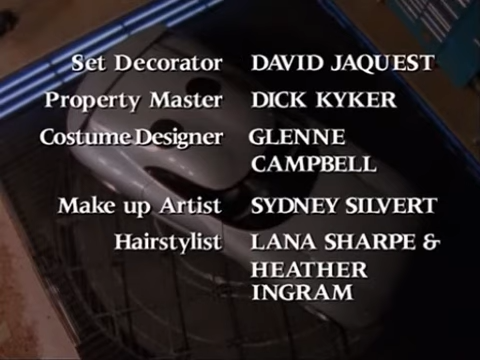 Set Decorator DAVID JAQUEST
Property Master DICK KYKER
Costume Designer GLENNE
CAMPBELL
Make up Artist SYDNEY SILVERT
Hairstylist LANA SHARPE &
HEATHER
INGRAM